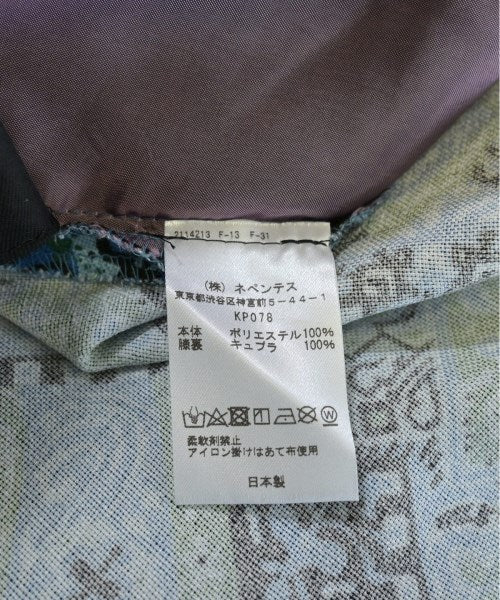 2114213 F-13 F-31
(株) ネペンテス
東京都渋谷区神宮前5-44-1
KP078
本体 ポリエステル100%
膝裏 キュプラ 100%
柔軟剤禁止
アイロン掛けはあて布使用
日本製